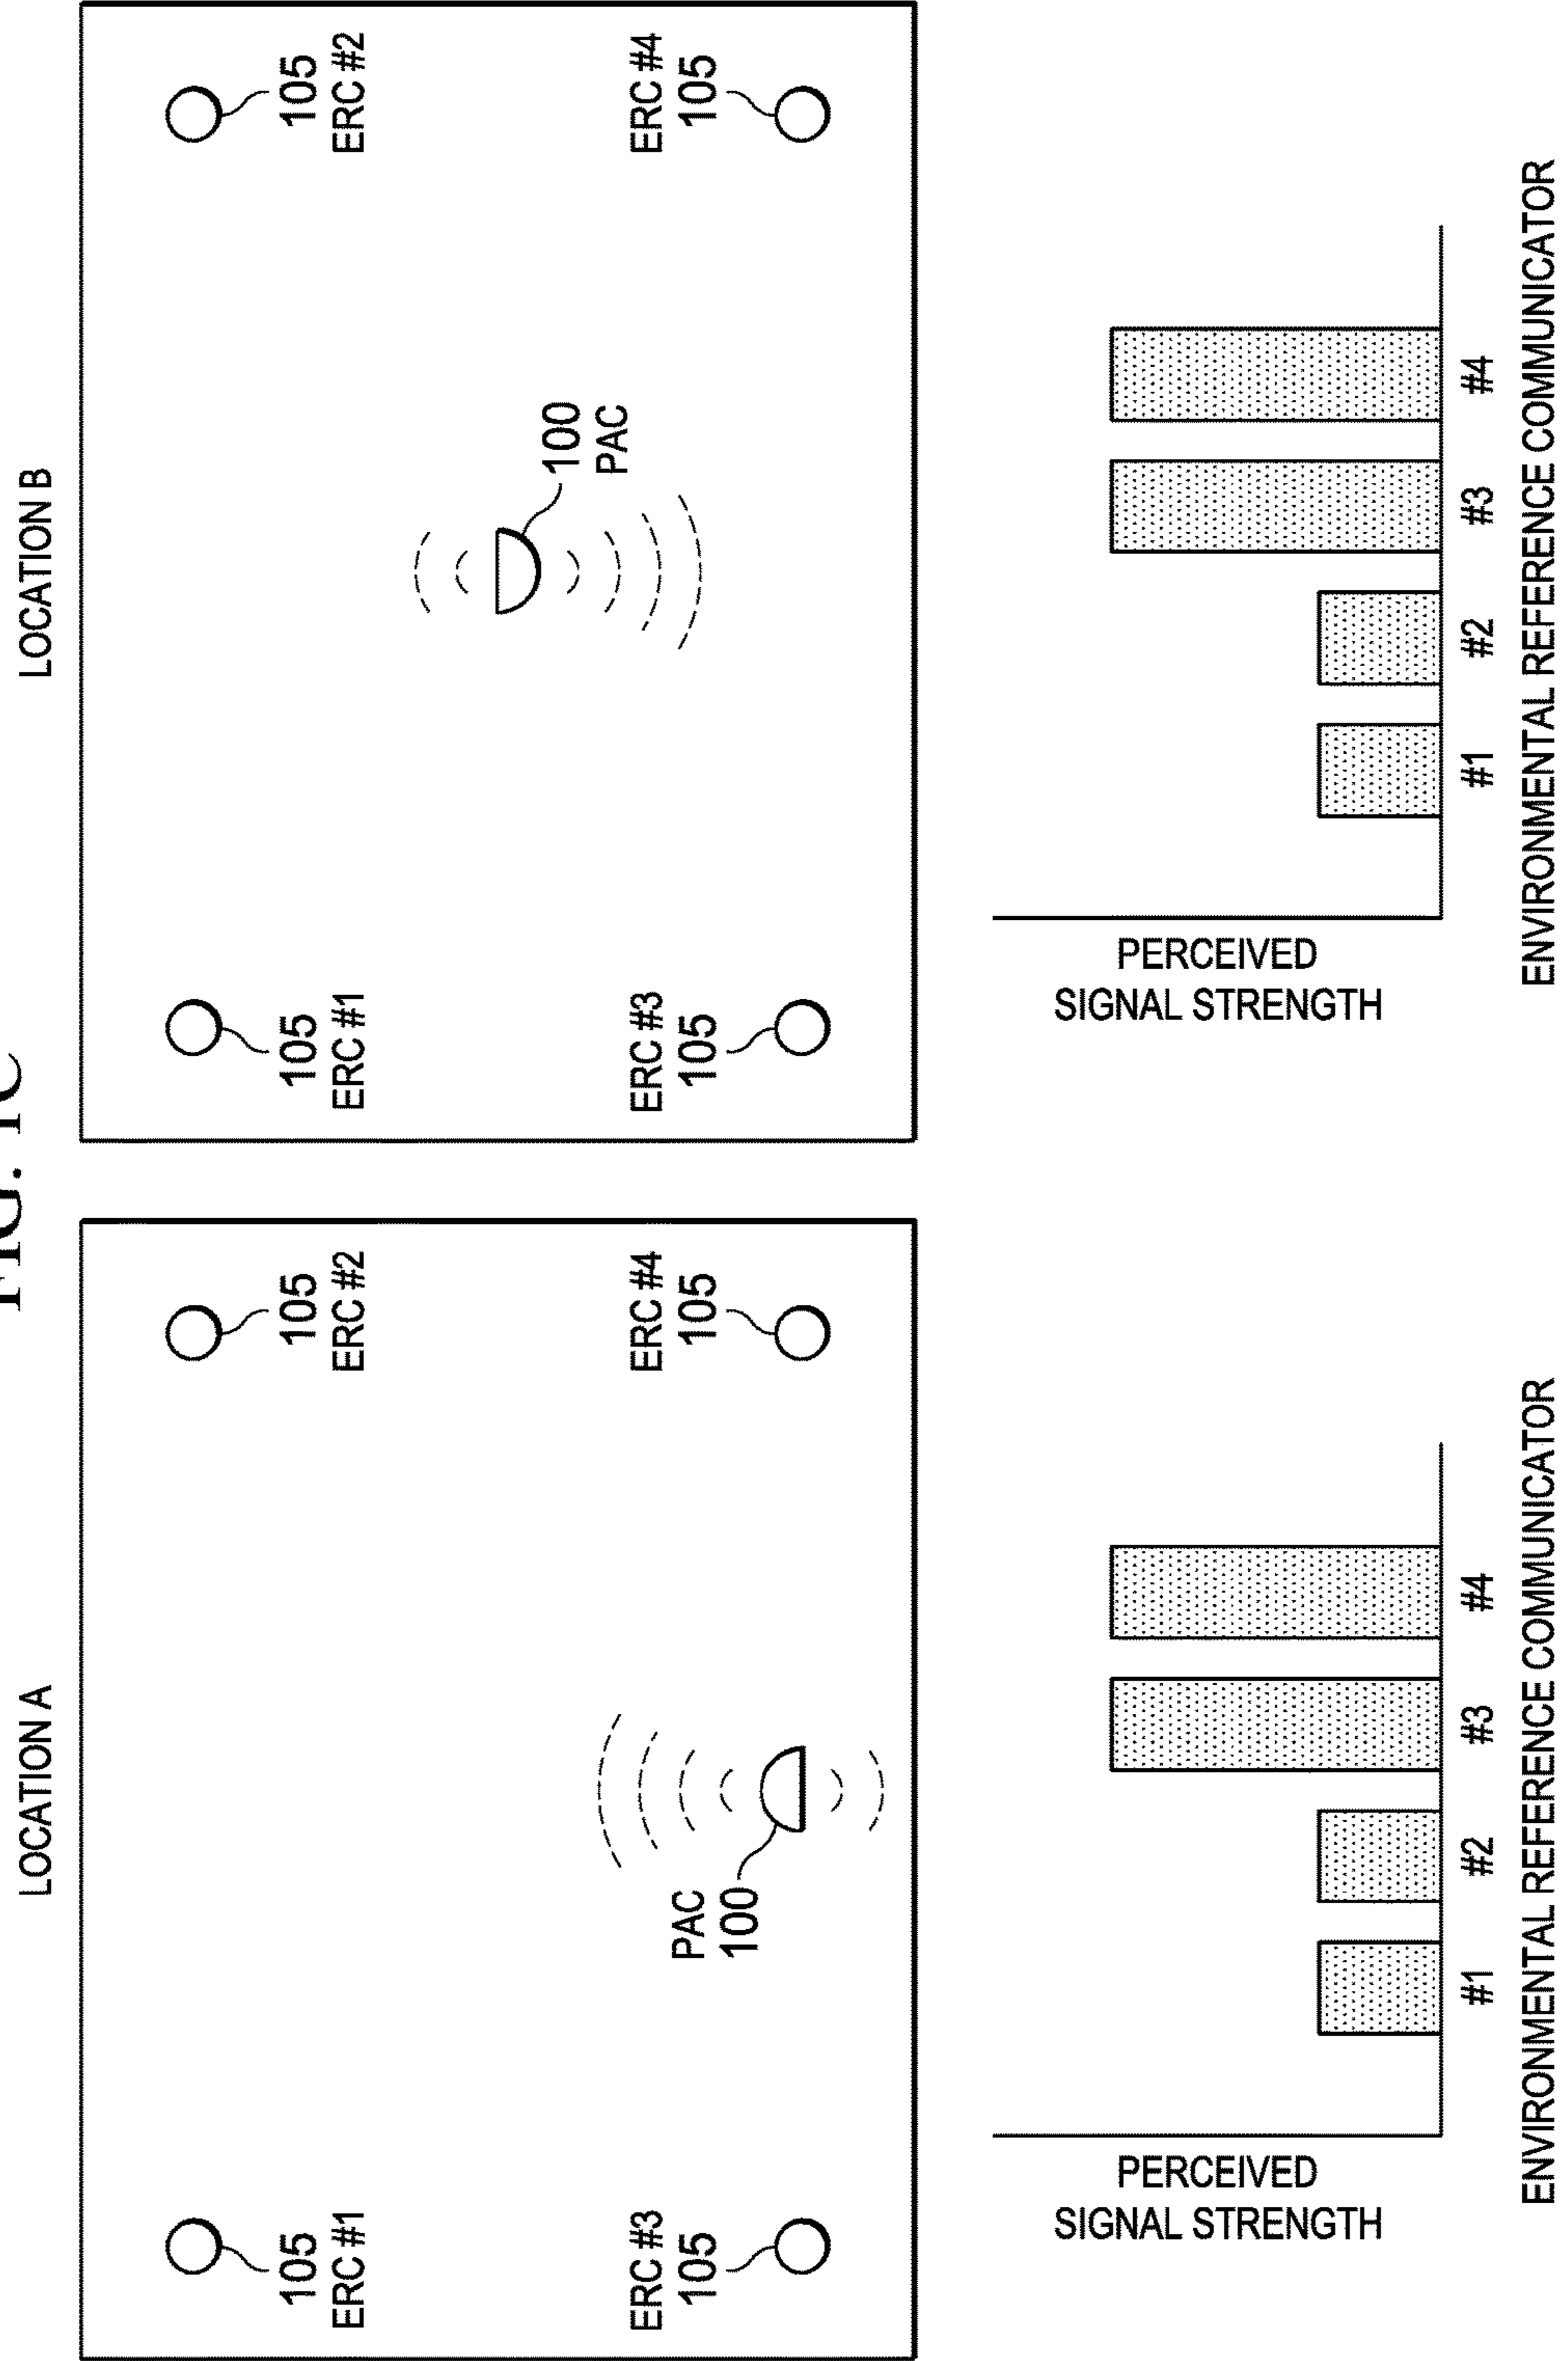 FIG. 1C
LOCATION A
105
ERC #1
105
ERC #2
PAC
100
ERC #3
105
ERC #4
105
PERCEIVED
SIGNAL STRENGTH
#1 #2 #3 #4
ENVIRONMENTAL REFERENCE COMMUNICATOR
LOCATION B
105
ERC #1
105
ERC #2
100
PAC
ERC #3
105
ERC #4
105
PERCEIVED
SIGNAL STRENGTH
#1 #2 #3 #4
ENVIRONMENTAL REFERENCE COMMUNICATOR